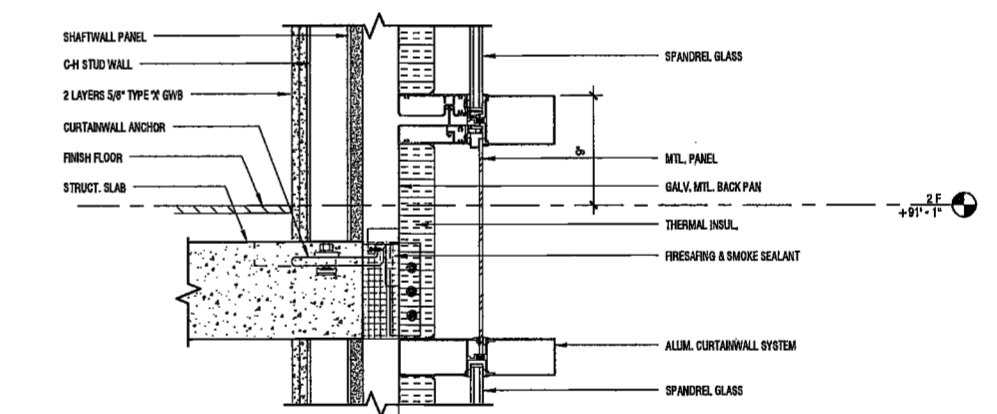 SHAFTWALL PANEL
C-H STUD WALL
2 LAYERS 5/8" TYPE 'X' GWB
CURTAINWALL ANCHOR
FINISH FLOOR
STRUCT. SLAB
SPANDREL GLASS
MTL. PANEL
GALV. MTL. BACK PAN
THERMAL INSUL.
FIRESAFING & SMOKE SEALANT
ALUM. CURTAINWALL SYSTEM
SPANDREL GLASS
2 F
+91' - 1"